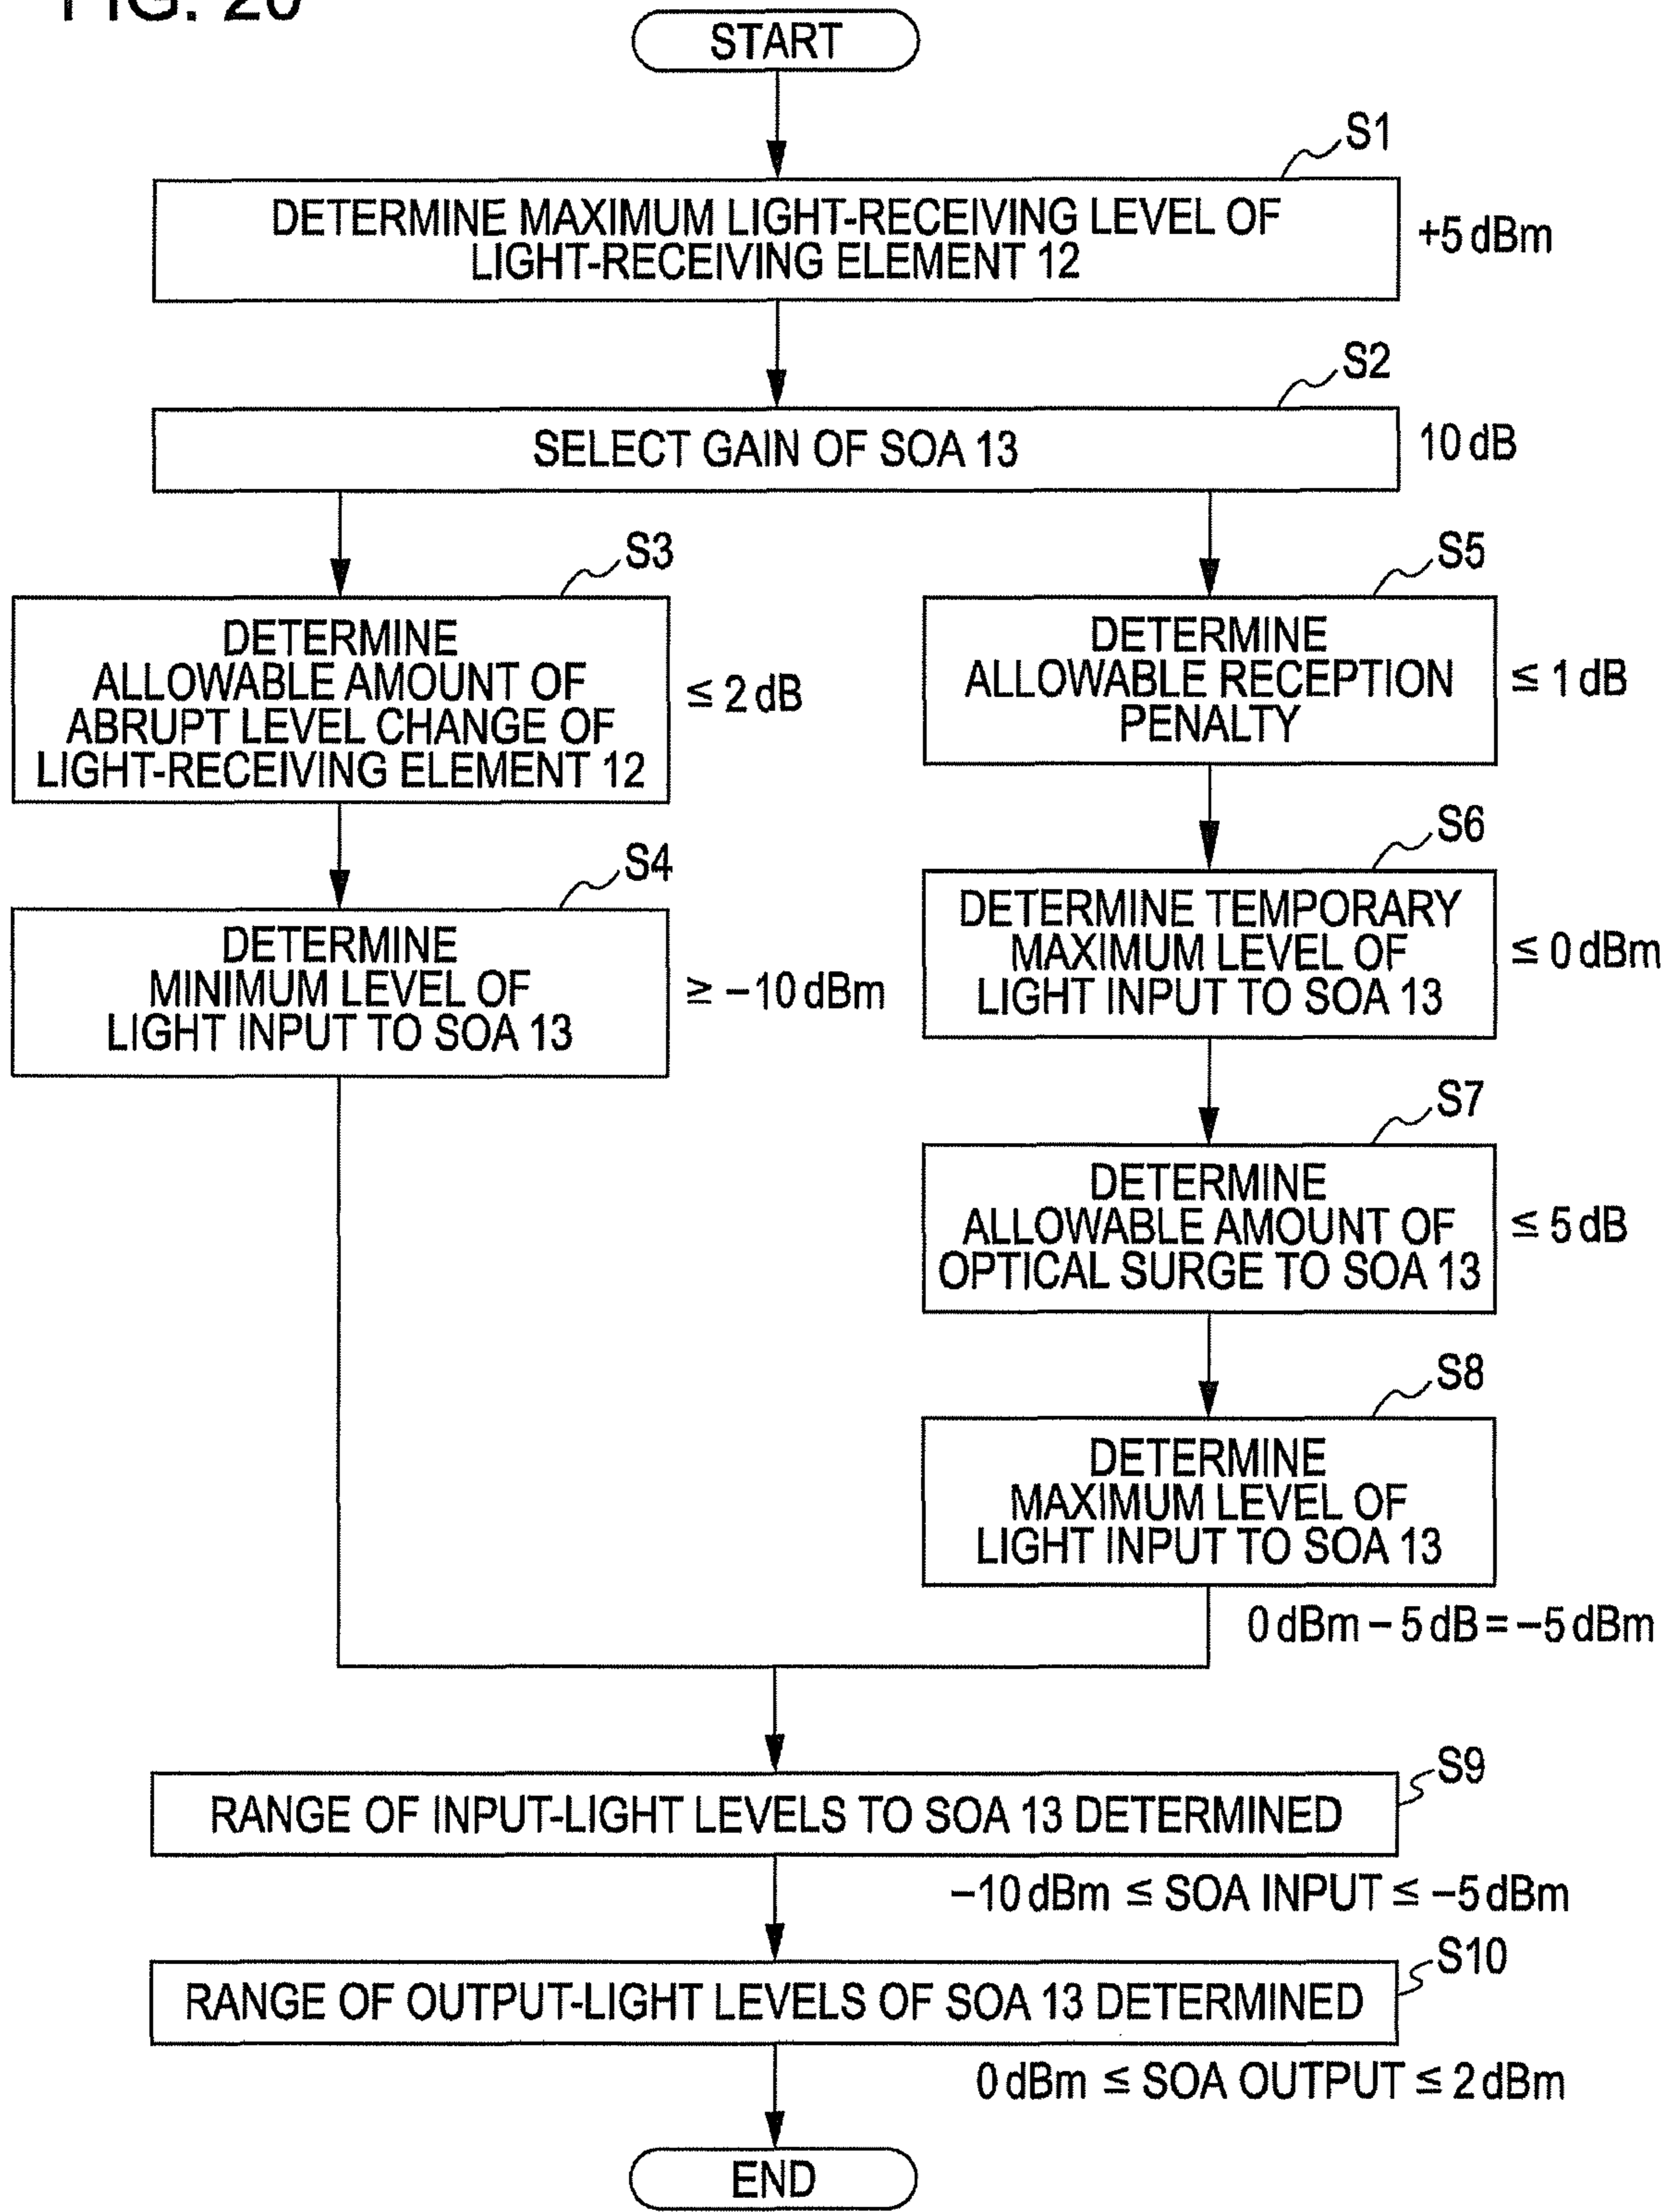 FIG. 20
START
S1
DETERMINE MAXIMUM LIGHT-RECEIVING LEVEL OF
LIGHT-RECEIVING ELEMENT 12
+5 dBm
S2
SELECT GAIN OF SOA 13
10 dB
S3
DETERMINE
ALLOWABLE AMOUNT OF
ABRUPT LEVEL CHANGE OF
LIGHT-RECEIVING ELEMENT 12
≤ 2 dB
S4
DETERMINE
MINIMUM LEVEL OF
LIGHT INPUT TO SOA 13
≥ −10 dBm
S5
DETERMINE
ALLOWABLE RECEPTION
PENALTY
≤ 1 dB
S6
DETERMINE TEMPORARY
MAXIMUM LEVEL OF
LIGHT INPUT TO SOA 13
≤ 0 dBm
S7
DETERMINE
ALLOWABLE AMOUNT OF
OPTICAL SURGE TO SOA 13
≤ 5 dB
S8
DETERMINE
MAXIMUM LEVEL OF
LIGHT INPUT TO SOA 13
0 dBm − 5 dB = −5 dBm
S9
RANGE OF INPUT-LIGHT LEVELS TO SOA 13 DETERMINED
−10 dBm ≤ SOA INPUT ≤ −5 dBm
S10
RANGE OF OUTPUT-LIGHT LEVELS OF SOA 13 DETERMINED
0 dBm ≤ SOA OUTPUT ≤ 2 dBm
END